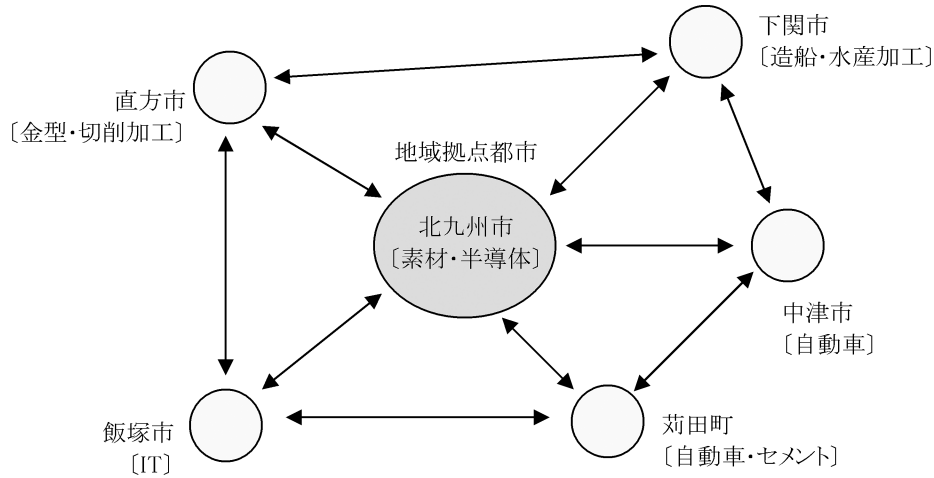 下関市
〔造船・水産加工〕
直方市
〔金型・切削加工〕
地域拠点都市
北九州市
〔素材・半導体〕
中津市
〔自動車〕
飯塚市
〔IT〕
苅田町
〔自動車・セメント〕